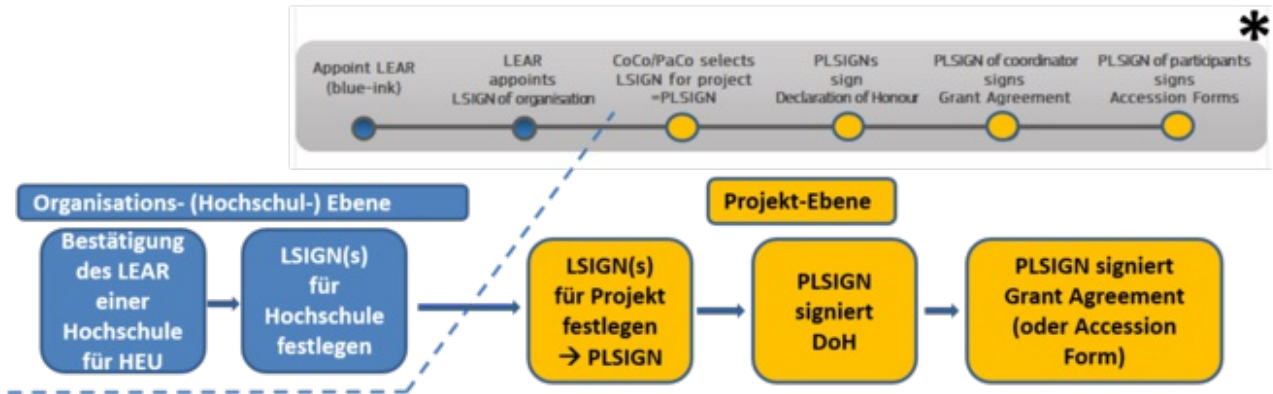 *
Appoint LEAR
(blue-ink)
LEAR
appoints
LSIGN of organisation
CoCo/PaCo selects
LSIGN for project
=PLSIGN
PLSIGNs
sign
Declaration of Honour
PLSIGN of coordinator
signs
Grant Agreement
PLSIGN of participants
signs
Accession Forms
Organisations- (Hochschul-) Ebene
Projekt-Ebene
Bestätigung
des LEAR
einer
Hochschule
für HEU
LSIGN(s)
für
Hochschule
festlegen
LSIGN(s)
für Projekt
festlegen
→ PLSIGN
PLSIGN
signiert
DoH
PLSIGN signiert
Grant Agreement
(oder Accession
Form)